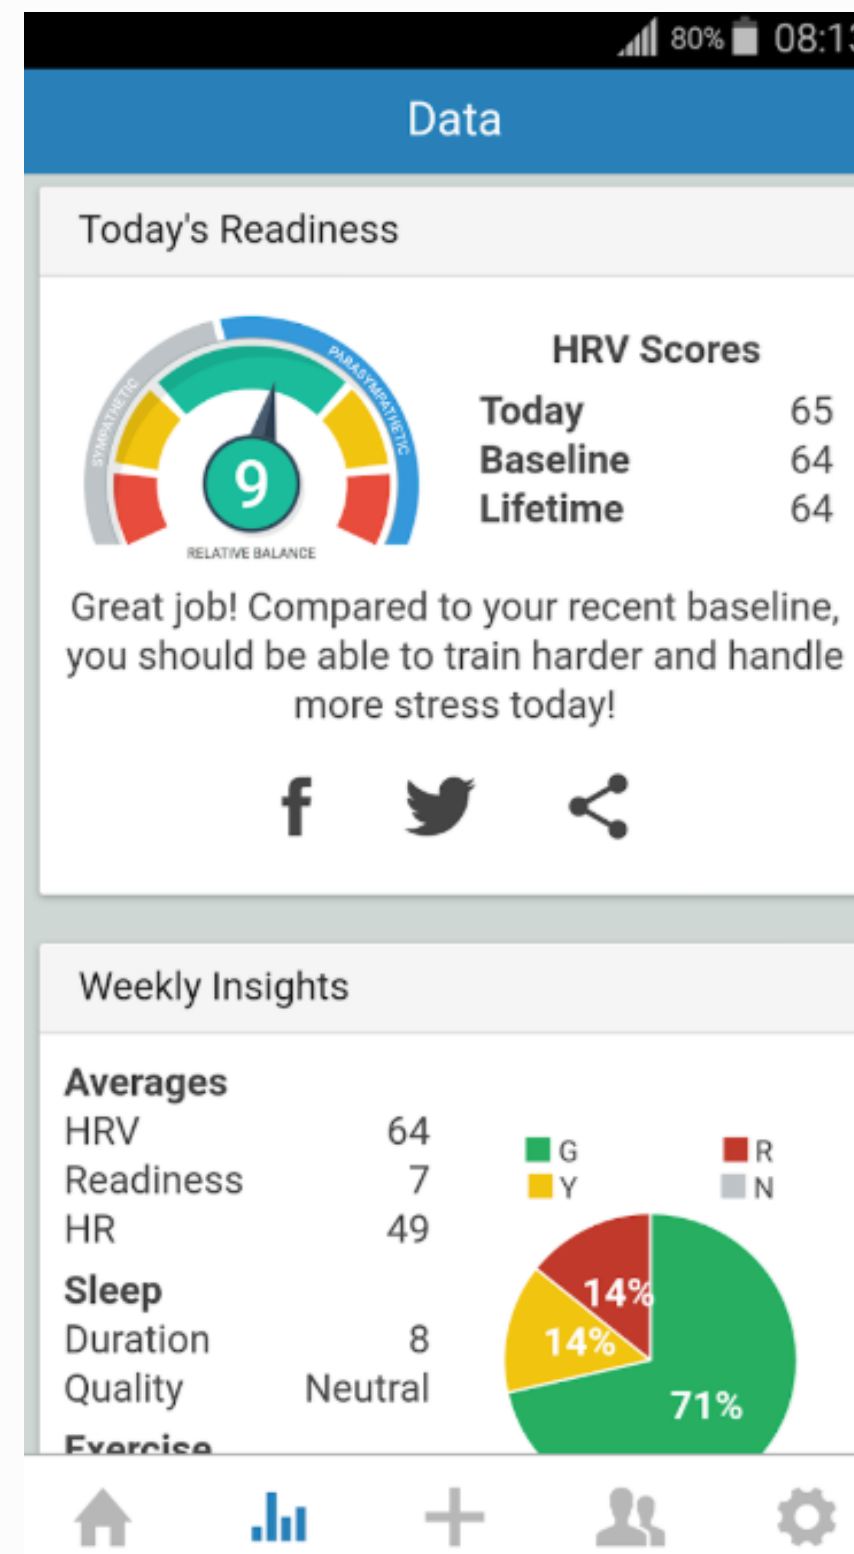 80% 08:13
Data
Today's Readiness
SYMPATHETIC
PARASYMPATHETIC
9
RELATIVE BALANCE
HRV Scores
Today 65
Baseline 64
Lifetime 64
Great job! Compared to your recent baseline,
you should be able to train harder and handle
more stress today!
Weekly Insights
Averages
HRV 64
Readiness 7
HR 49
Sleep
Duration 8
Quality Neutral
Exercise
G R
Y N
14%
14%
71%